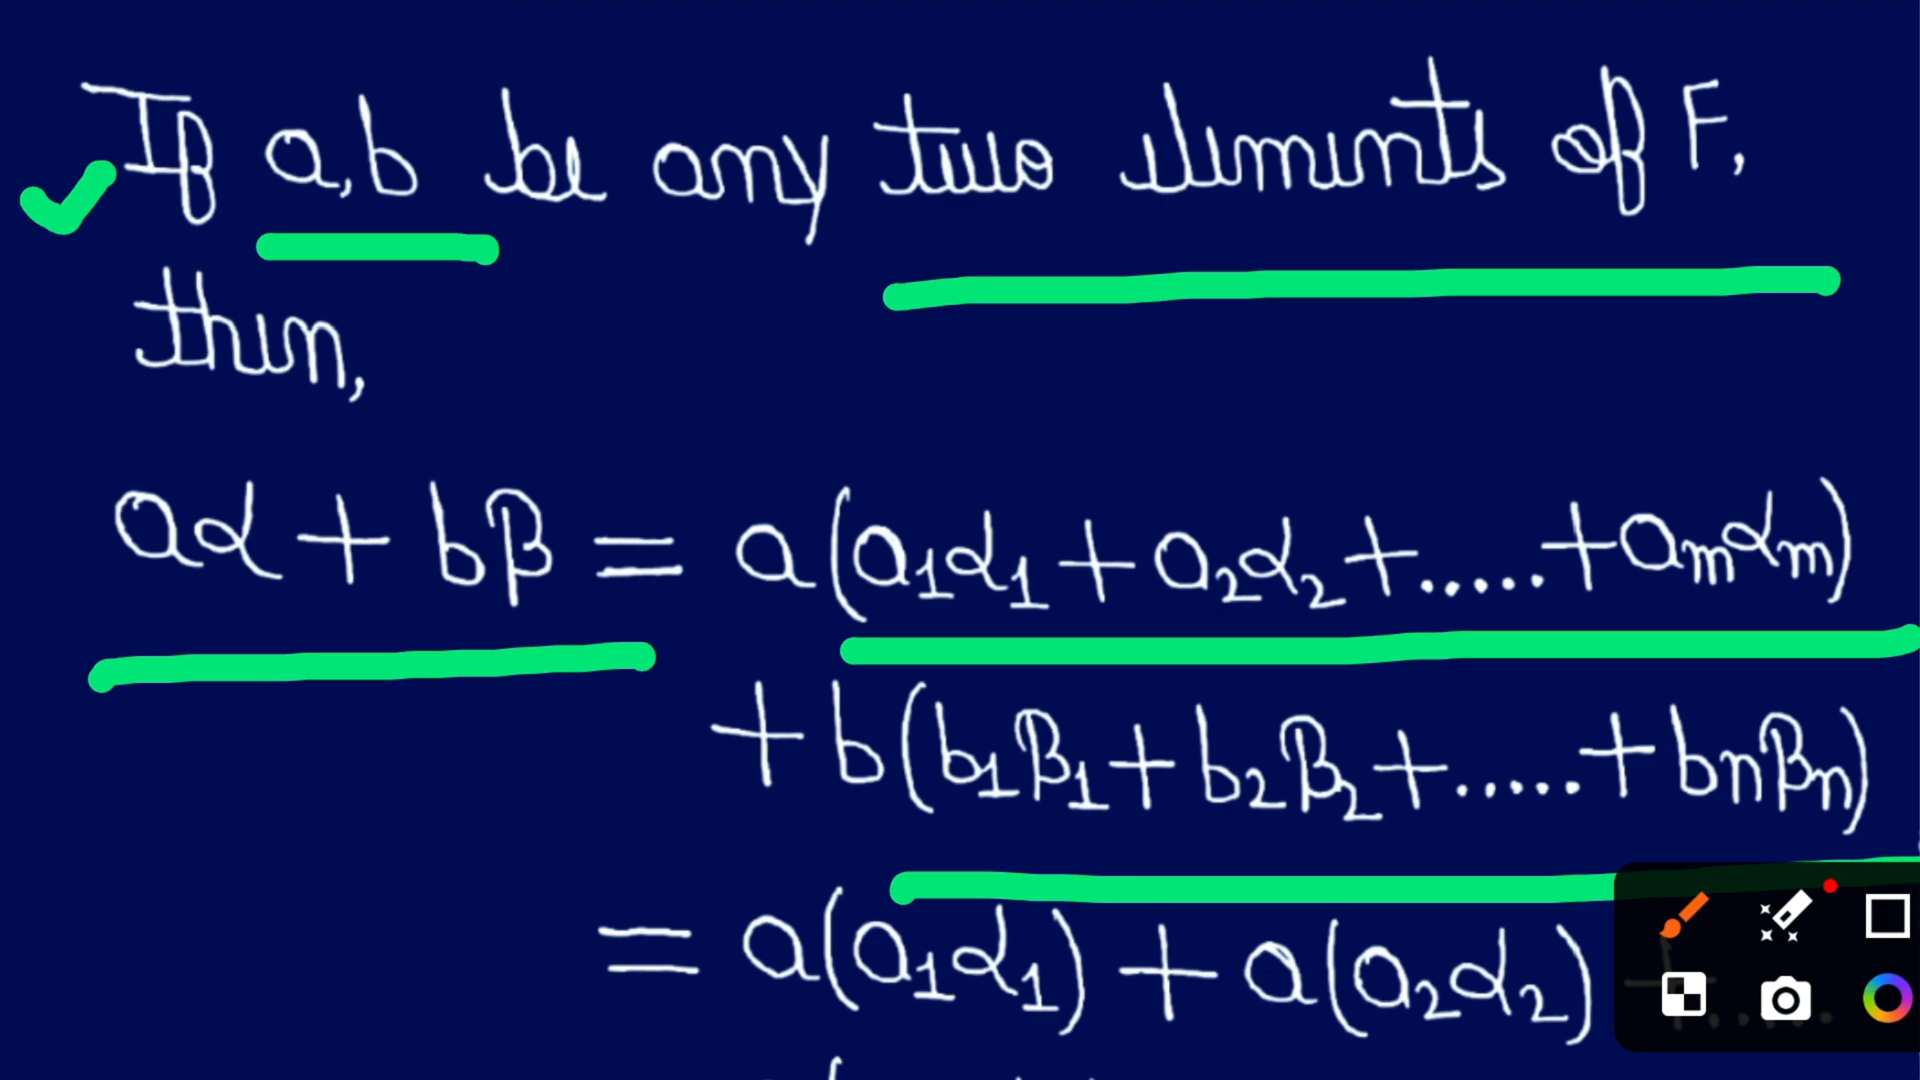 If a,b be any two elements of F,
then,
aα + bβ = a(a₁α₁ + a₂α₂ + ..... + aₘαₘ)
+ b(b₁β₁ + b₂β₂ + ..... + bₙβₙ)
= a(a₁α₁) + a(a₂α₂) + .....